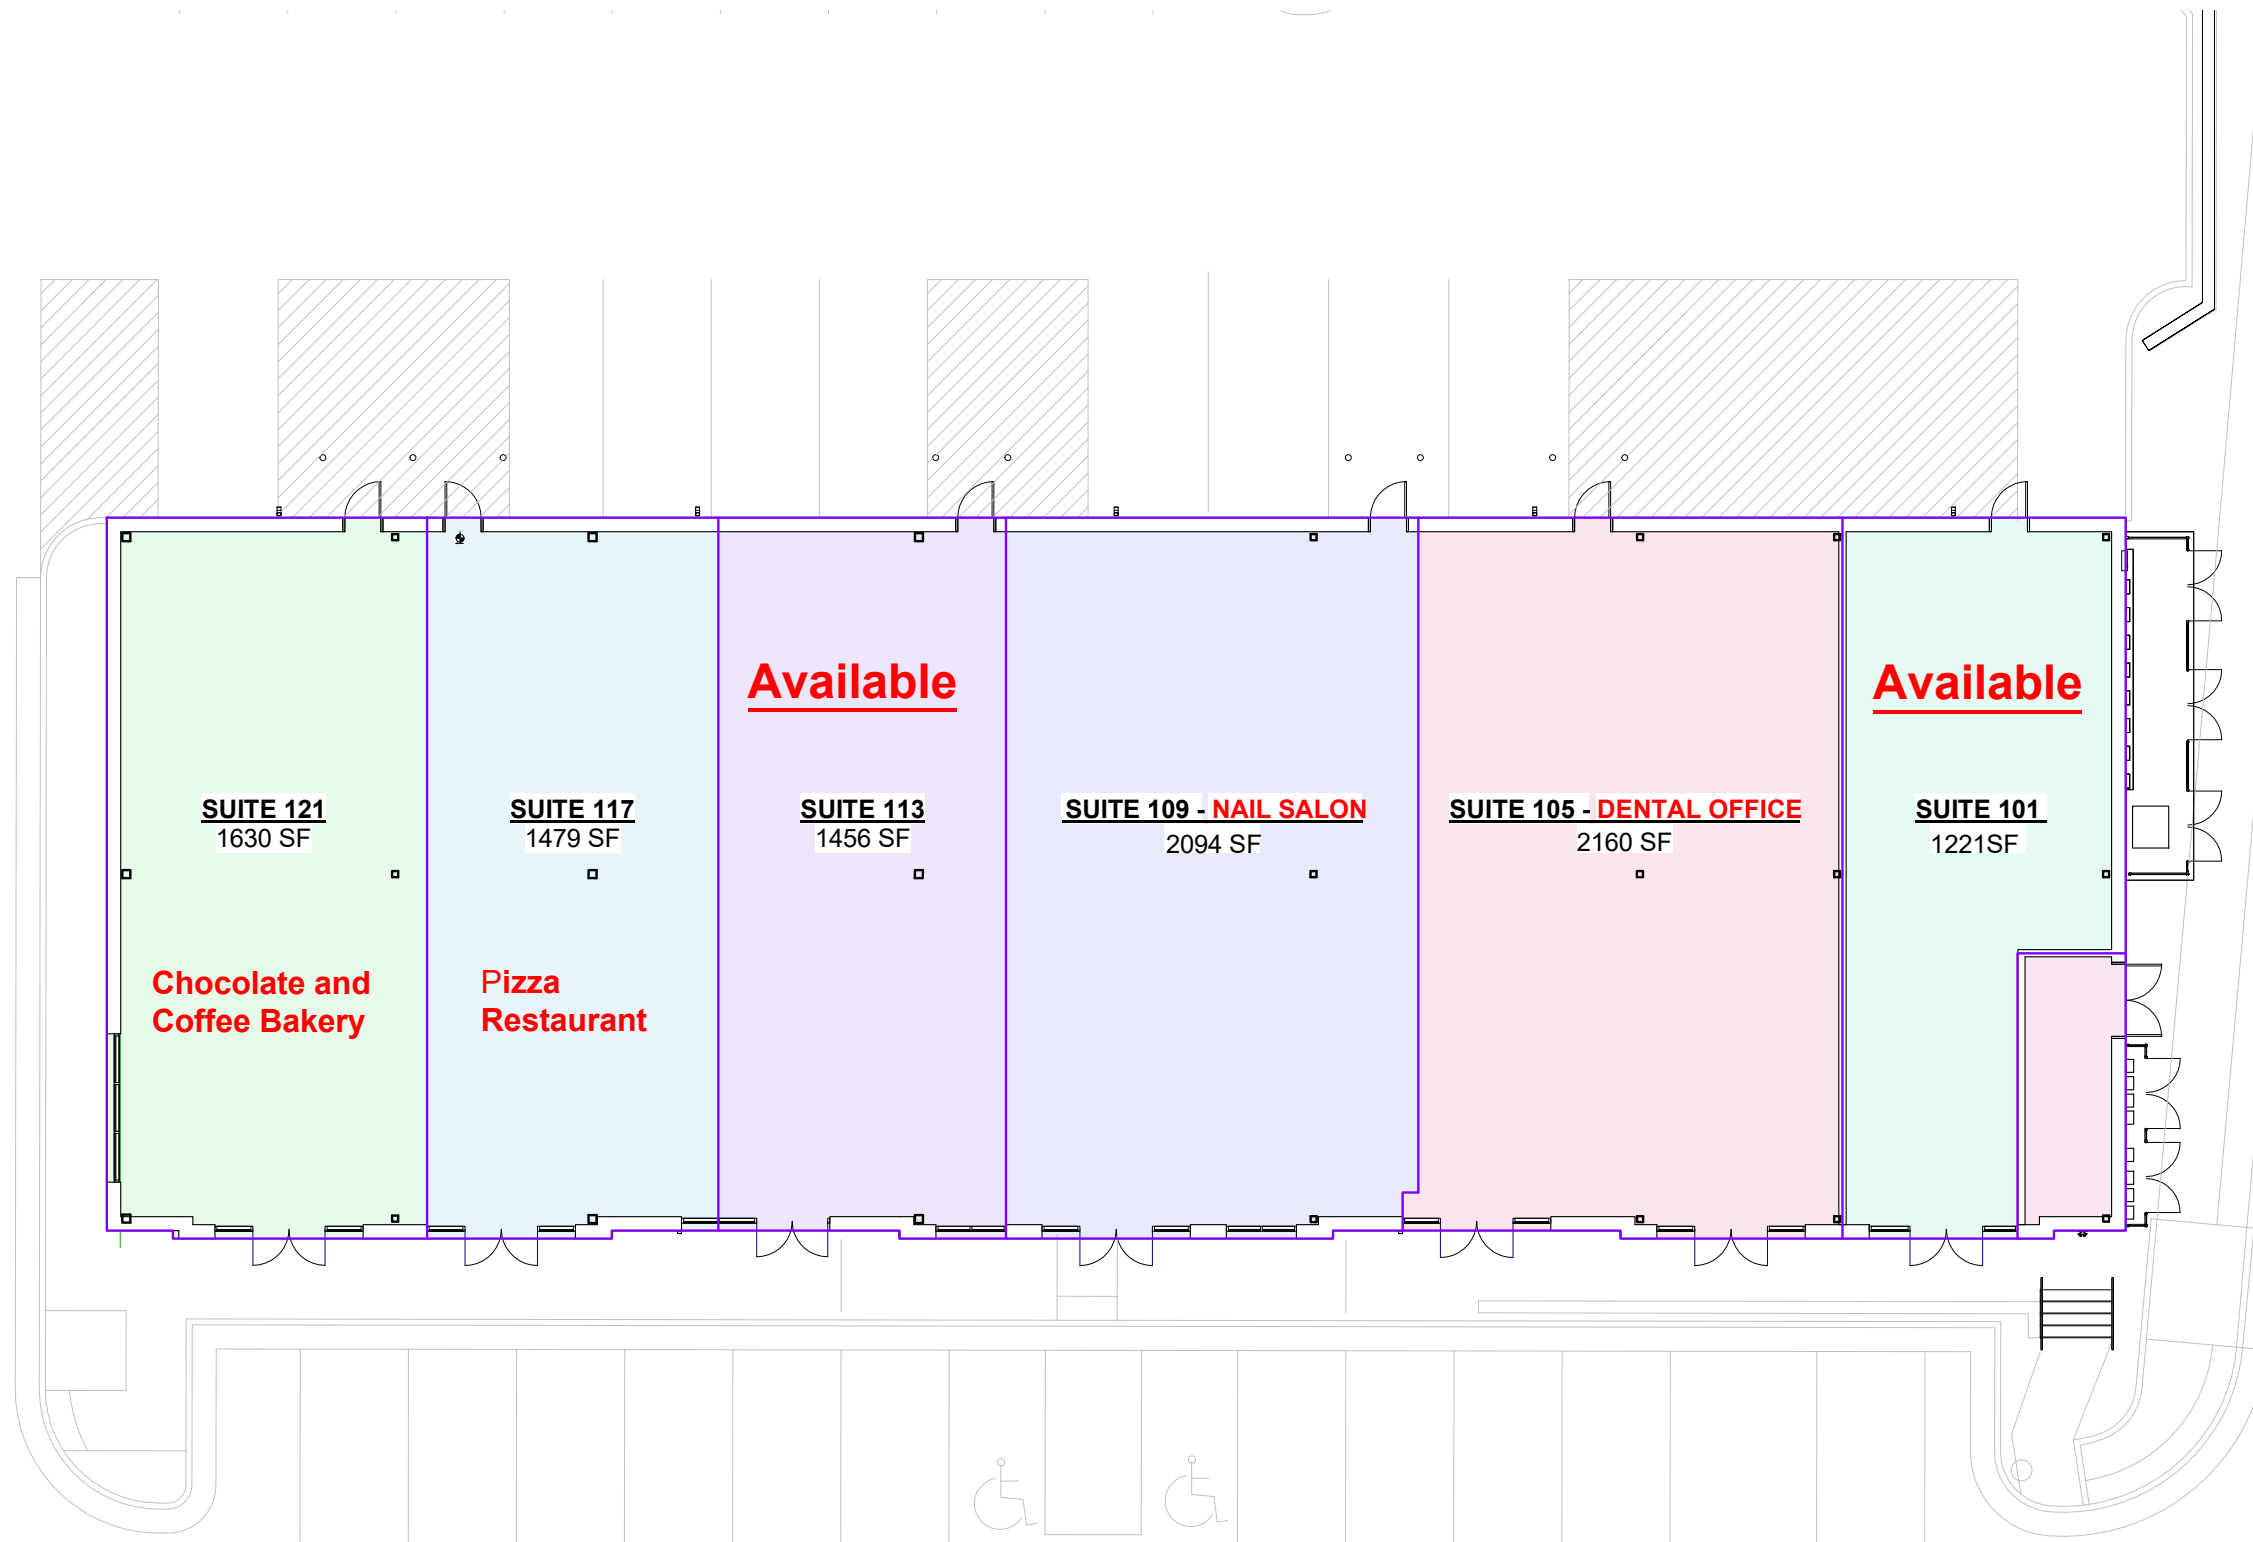 Available
Available
SUITE 121
1630 SF
SUITE 117
1479 SF
SUITE 113
1456 SF
SUITE 109 - NAIL SALON
2094 SF
SUITE 105 - DENTAL OFFICE
2160 SF
SUITE 101
1221SF
Chocolate and
Coffee Bakery
Pizza
Restaurant